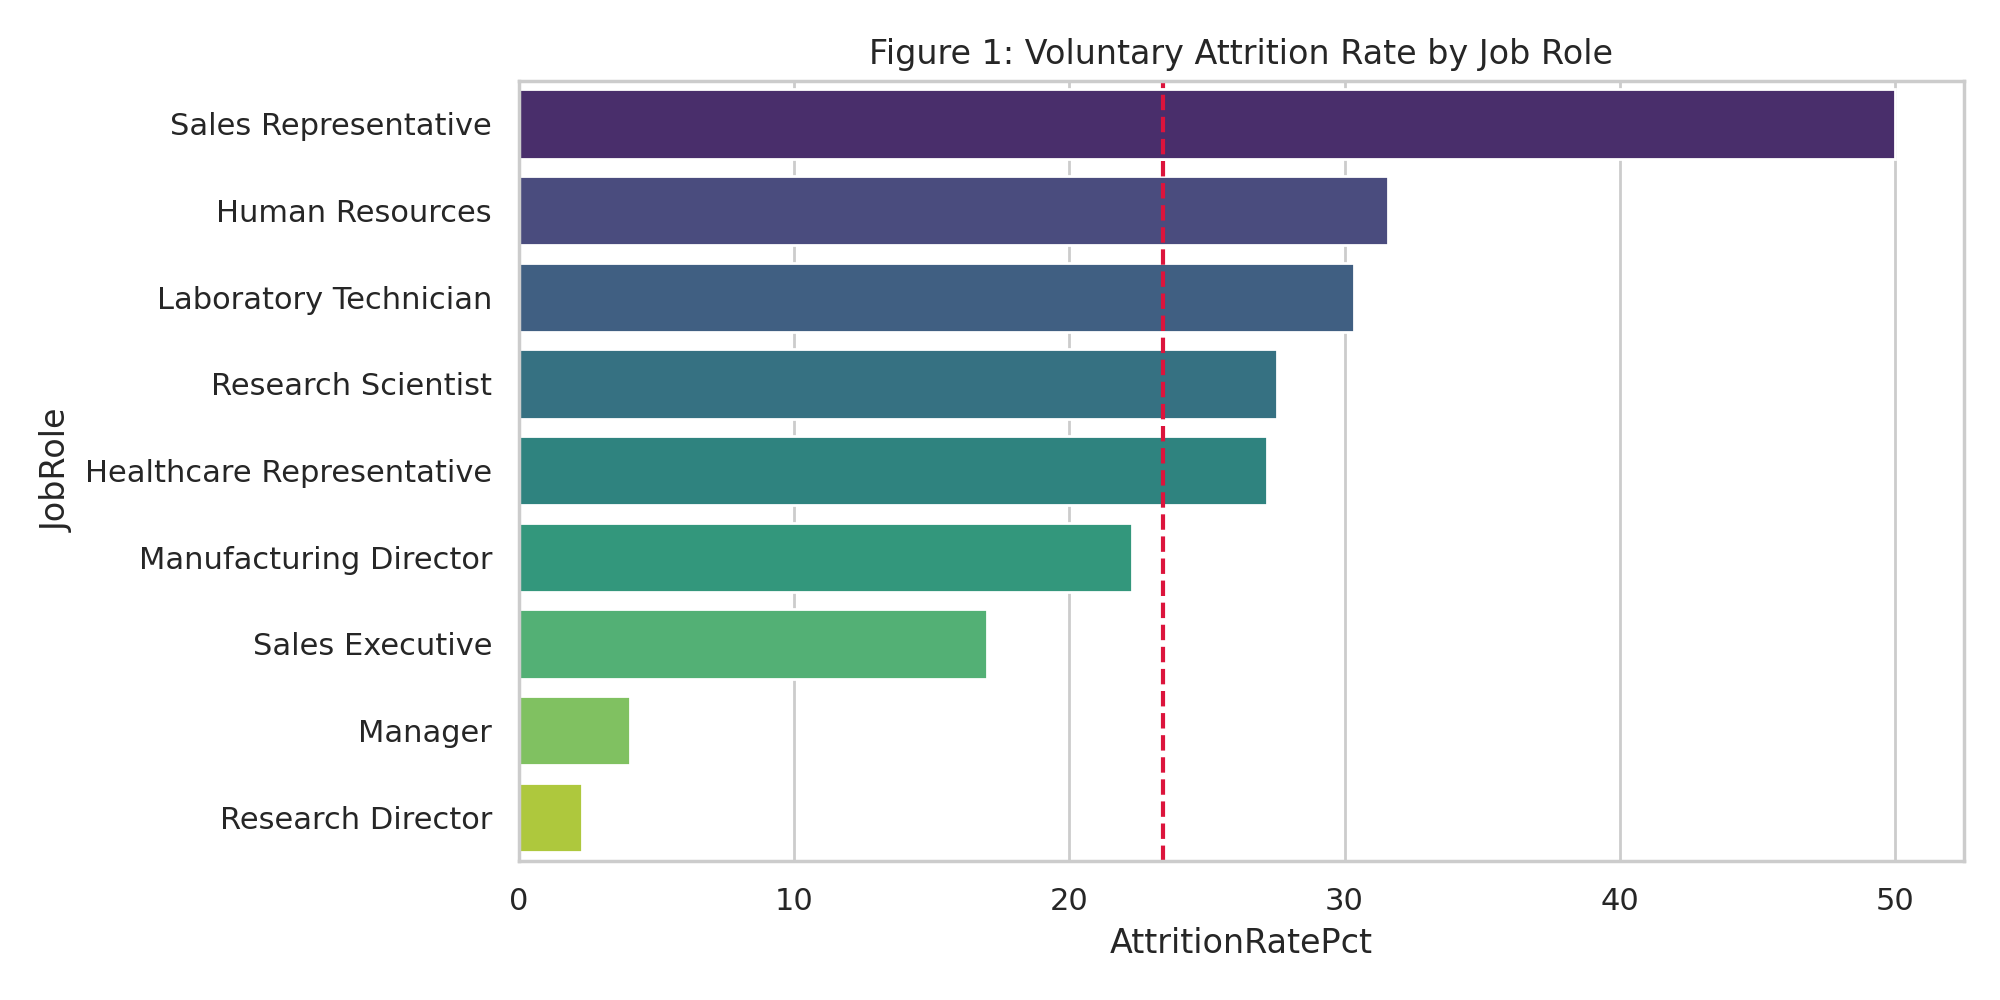 Figure 1: Voluntary Attrition Rate by Job Role
JobRole
Sales Representative
Human Resources
Laboratory Technician
Research Scientist
Healthcare Representative
Manufacturing Director
Sales Executive
Manager
Research Director
0 10 20 30 40 50
AttritionRatePct